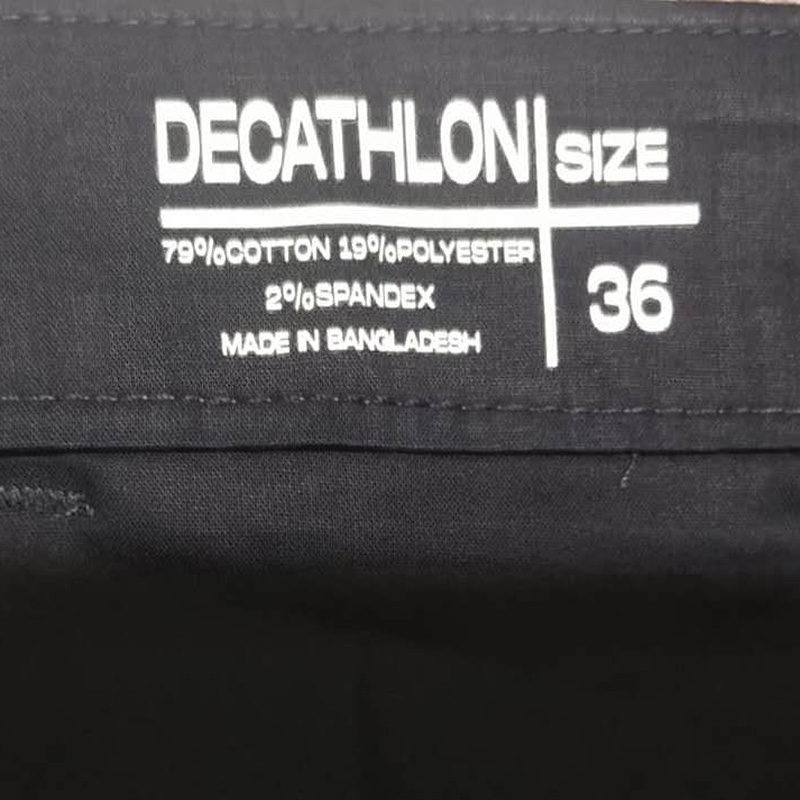 DECATHLON
SIZE
79%COTTON 19%POLYESTER
2%SPANDEX
MADE IN BANGLADESH
36